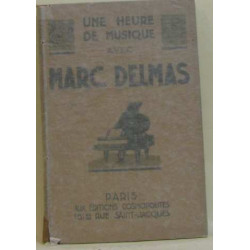 UNE HEURE
DE MUSIQUE
AVEC
MARC DELMAS
PARIS
AUX ÉDITIONS COSMOPOLITES
RUE SAINT-JACQUES